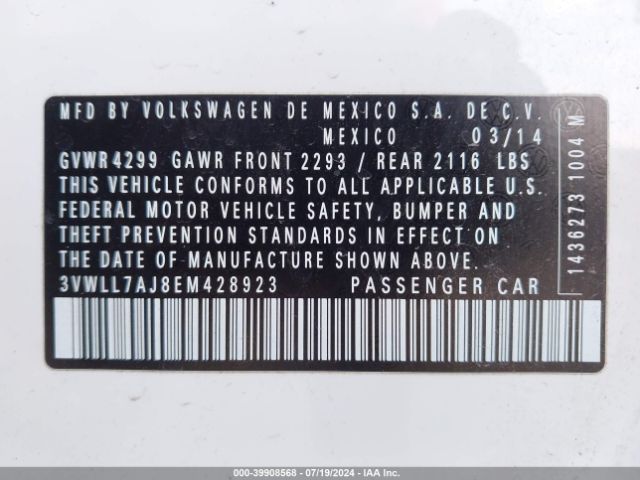 MFD BY VOLKSWAGEN DE MEXICO S.A. DE C.V.
MEXICO 03/14
GVWR 4299 GAWR FRONT 2293 / REAR 2116 LBS
THIS VEHICLE CONFORMS TO ALL APPLICABLE U.S.
FEDERAL MOTOR VEHICLE SAFETY, BUMPER AND
THEFT PREVENTION STANDARDS IN EFFECT ON
THE DATE OF MANUFACTURE SHOWN ABOVE.
3VWLL7AJ8EM428923 PASSENGER CAR
1436273 1004 M
000-39908568 | 07/19/2024 | IAA, Inc.